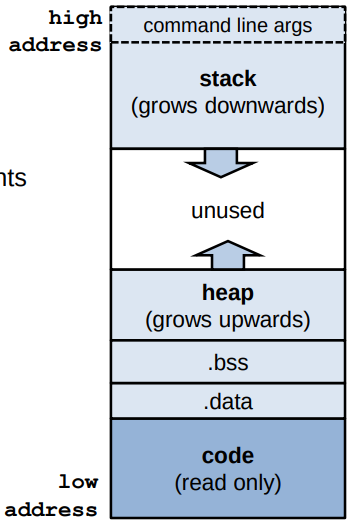 high
address
command line args
stack
(grows downwards)
nts
unused
heap
(grows upwards)
.bss
.data
code
(read only)
low
address